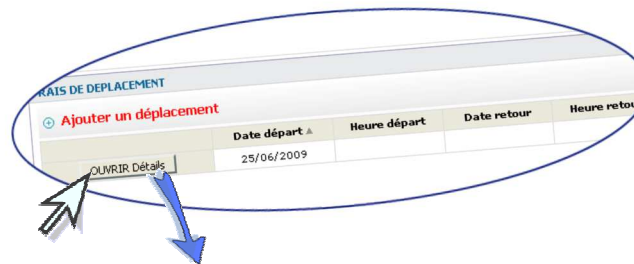 RAIS DE DEPLACEMENT
Ajouter un déplacement
Date départ Heure départ Date retour Heure retou
OUVRIR Détails 25/06/2009